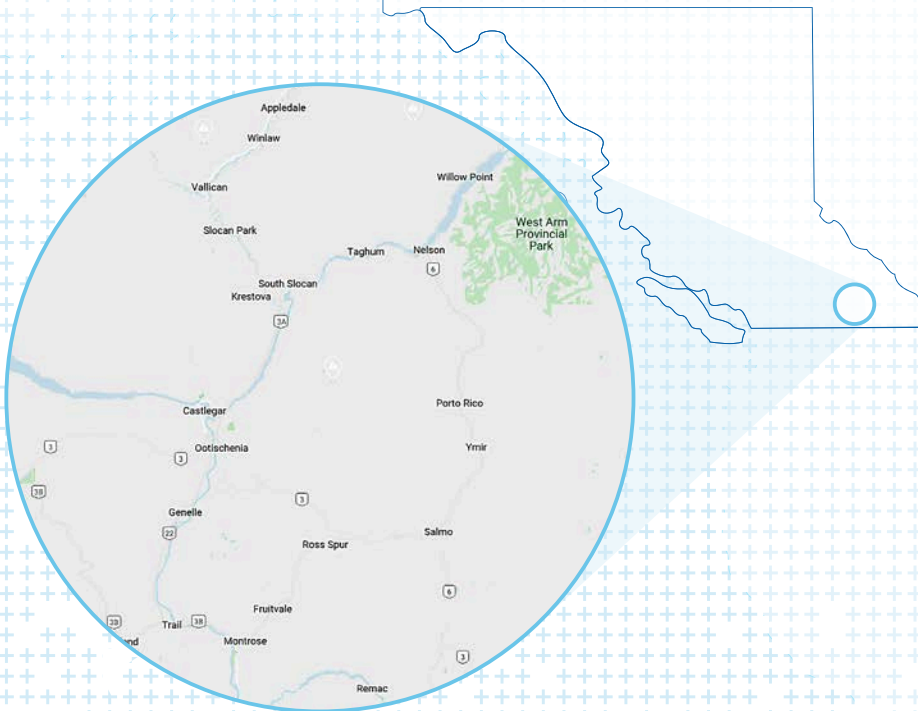 Appledale
Winlaw
Willow Point
Vallican
West Arm
Provincial
Park
Slocan Park
Taghum
Nelson
6
South Slocan
Krestova
3A
Porto Rico
Castlegar
3
Ootischenia
Ymir
3
3B
3
Genelle
22
Salmo
Ross Spur
6
Fruitvale
3B
Trail
3B
end
Montrose
3
Remac